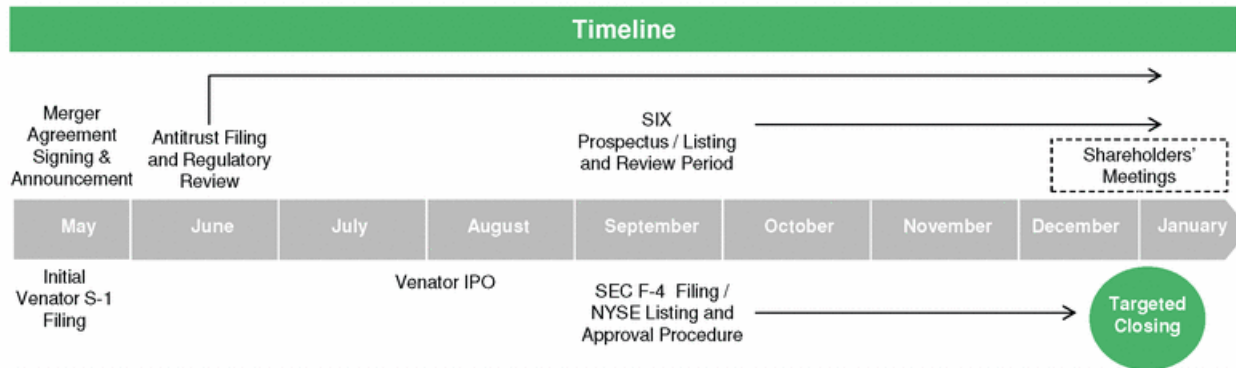 Timeline
Merger
Agreement
Signing &
Announcement
Antitrust Filing
and Regulatory
Review
SIX
Prospectus / Listing
and Review Period
Shareholders'
Meetings
May June July August September October November December January
Initial
Venator S-1
Filing
Venator IPO
SEC F-4 Filing /
NYSE Listing and
Approval Procedure
Targeted
Closing